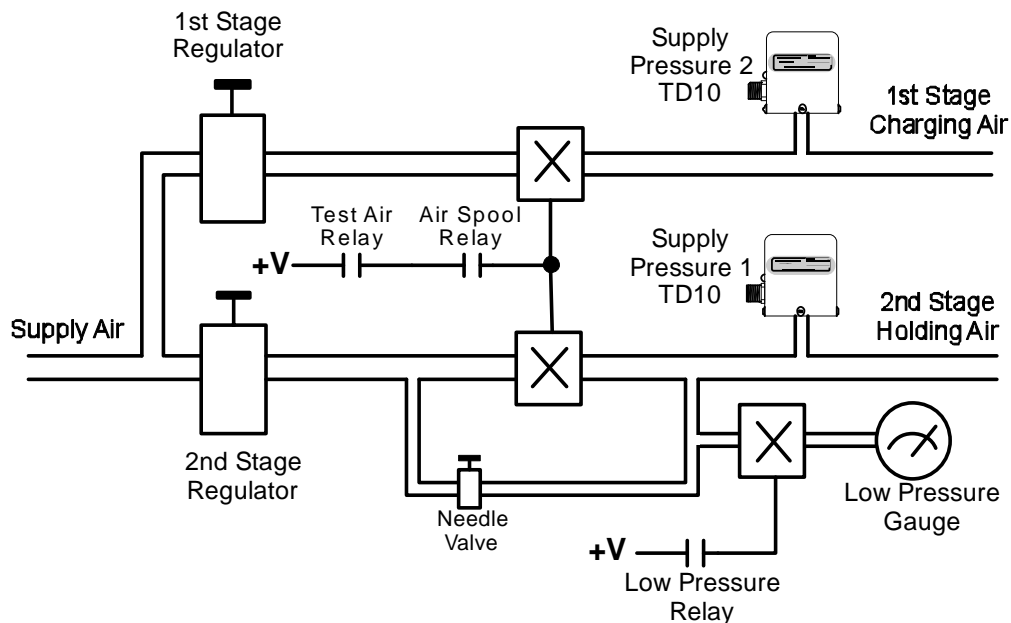 1st Stage
Regulator
Supply
Pressure 2
TD10
1st Stage
Charging Air
Test Air
Relay
Air Spool
Relay
+V
Supply
Pressure 1
TD10
2nd Stage
Holding Air
Supply Air
2nd Stage
Regulator
Needle
Valve
Low Pressure
Gauge
+V
Low Pressure
Relay